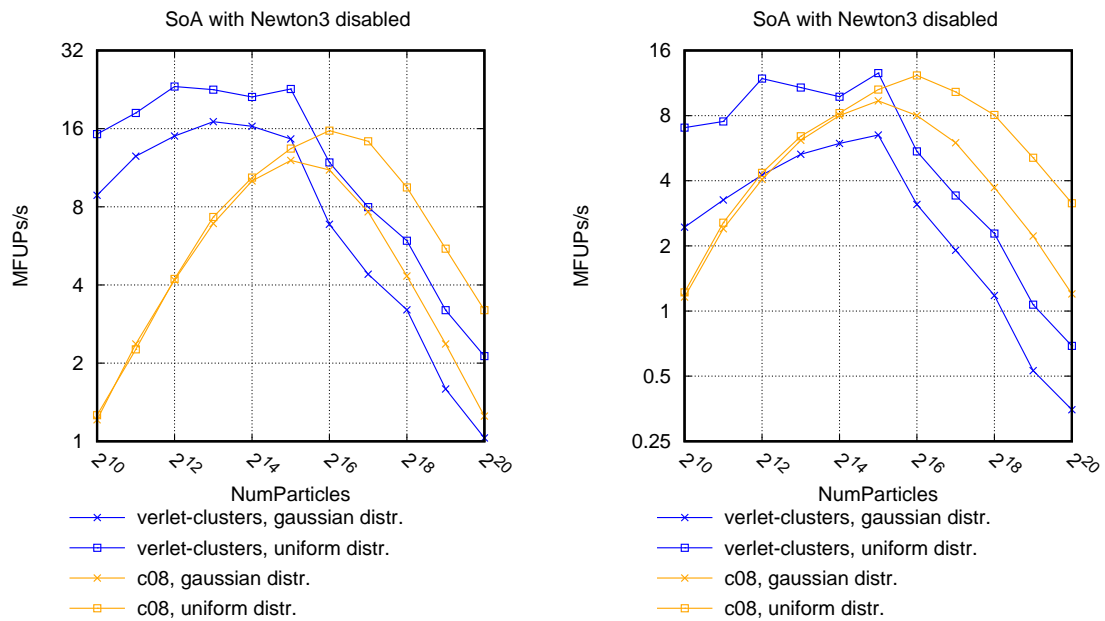 SoA with Newton3 disabled
32
16
8
4
2
1
MFUPs/s
2^10
2^12
2^14
2^16
2^18
2^20
NumParticles
verlet-clusters, gaussian distr.
verlet-clusters, uniform distr.
c08, gaussian distr.
c08, uniform distr.
SoA with Newton3 disabled
16
8
4
2
1
0.5
0.25
MFUPs/s
2^10
2^12
2^14
2^16
2^18
2^20
NumParticles
verlet-clusters, gaussian distr.
verlet-clusters, uniform distr.
c08, gaussian distr.
c08, uniform distr.